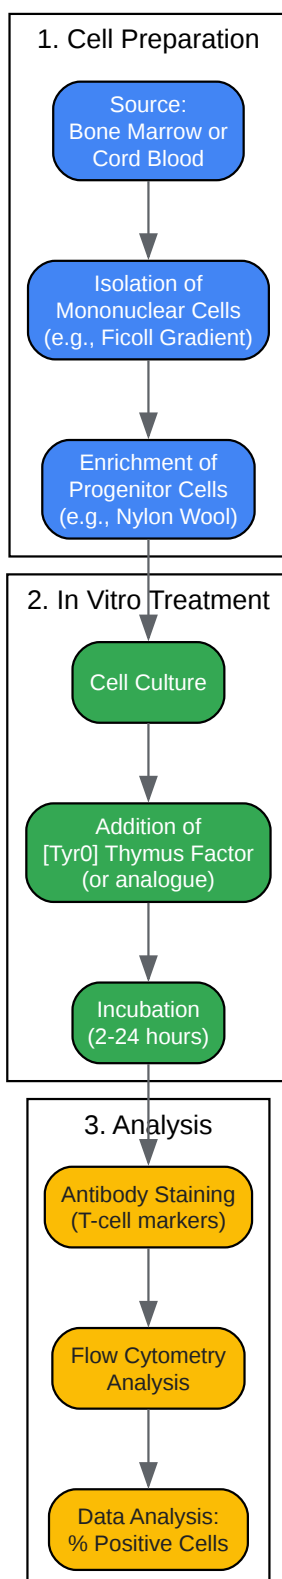 1. Cell Preparation
Source:
Bone Marrow or
Cord Blood
Isolation of
Mononuclear Cells
(e.g., Ficoll Gradient)
Enrichment of
Progenitor Cells
(e.g., Nylon Wool)
2. In Vitro Treatment
Cell Culture
Addition of
[Tyr0] Thymus Factor
(or analogue)
Incubation
(2-24 hours)
3. Analysis
Antibody Staining
(T-cell markers)
Flow Cytometry
Analysis
Data Analysis:
% Positive Cells